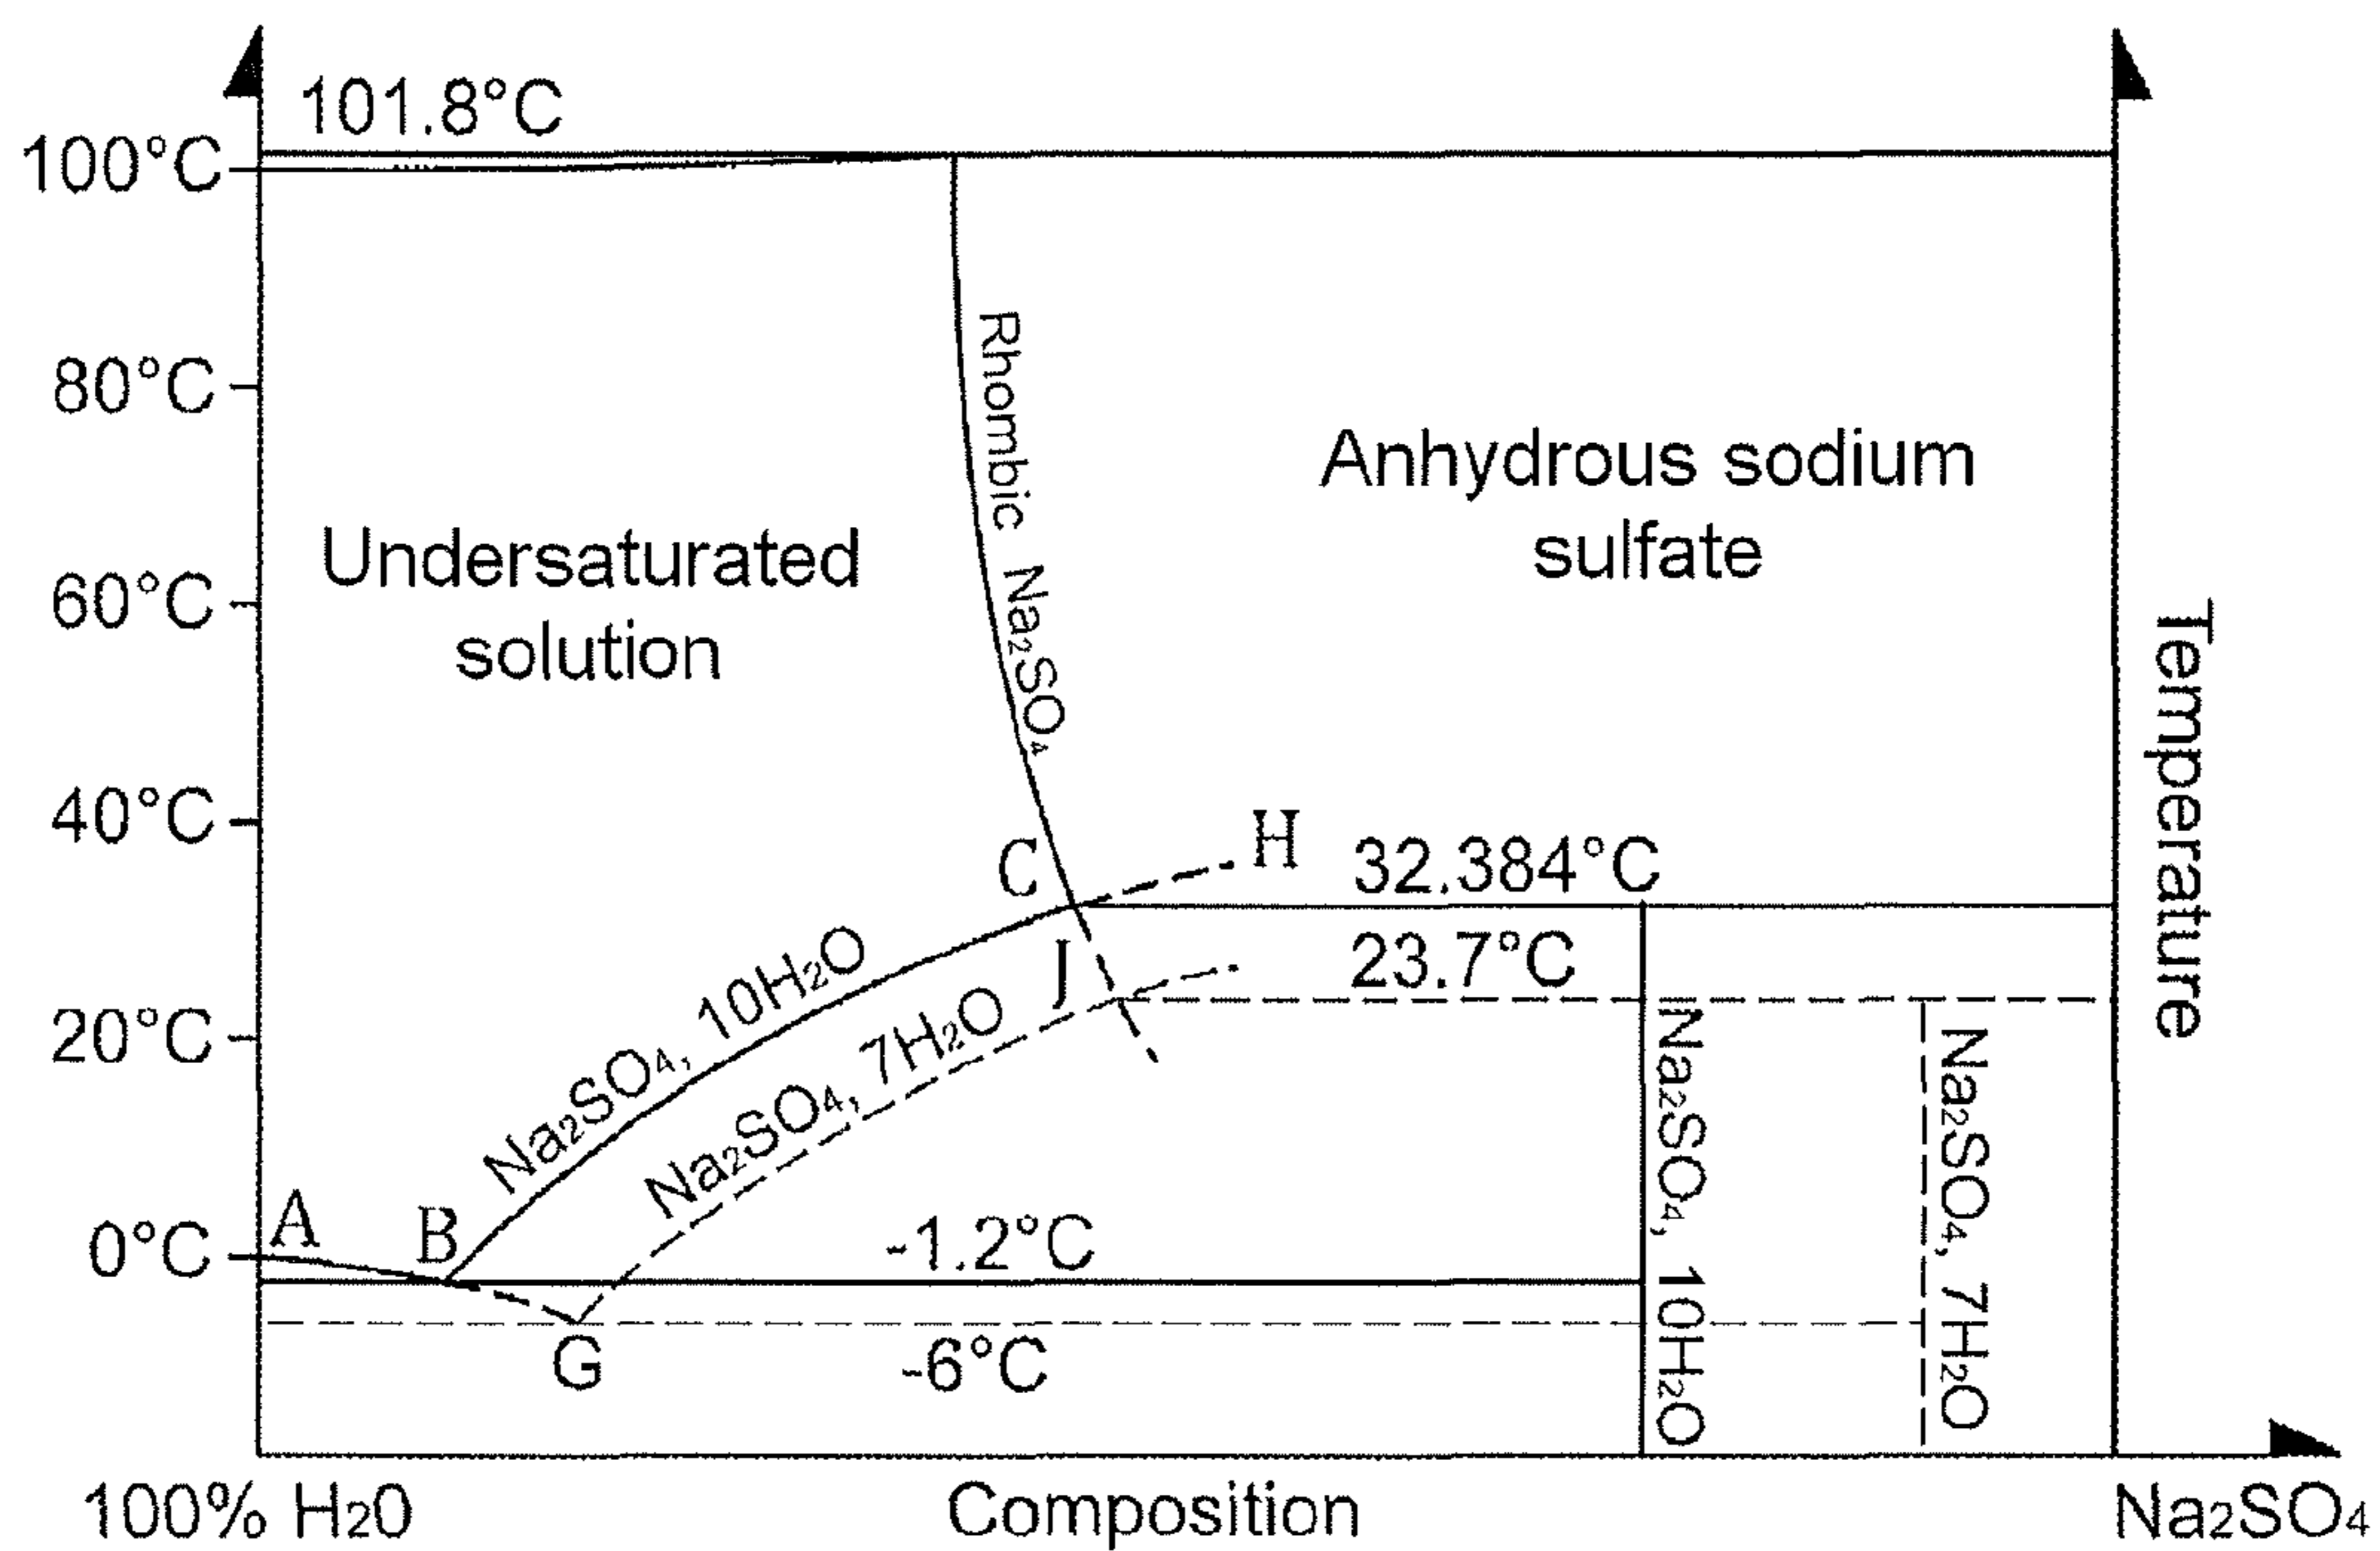 101.8°C
100°C
80°C
60°C
40°C
20°C
0°C
Undersaturated
solution
Rhombic Na₂SO₄
Anhydrous sodium
sulfate
Temperature
C
H
32.384°C
J
23.7°C
Na₂SO₄, 10H₂O
Na₂SO₄, 7H₂O
A
B
-1.2°C
G
-6°C
Na₂SO₄, 10H₂O
Na₂SO₄, 7H₂O
100% H₂O
Composition
Na₂SO₄